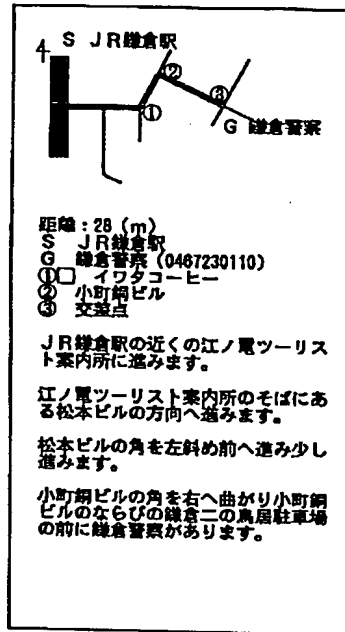 4
S JR鎌倉駅
②
③
①
G 鎌倉警察
距離:28(m)
S JR鎌倉駅
G 鎌倉警察(0467230110)
①□ イワタコーヒー
② 小町銅ビル
③ 交差点
JR鎌倉駅の近くの江ノ電ツーリス
ト案内所に進みます。
江ノ電ツーリスト案内所のそばにあ
る松本ビルの方向へ進みます。
松本ビルの角を左斜め前へ進み少し
進みます。
小町銅ビルの角を右へ曲がり小町銅
ビルのならびの鎌倉二の鳥居駐車場
の前に鎌倉警察があります。